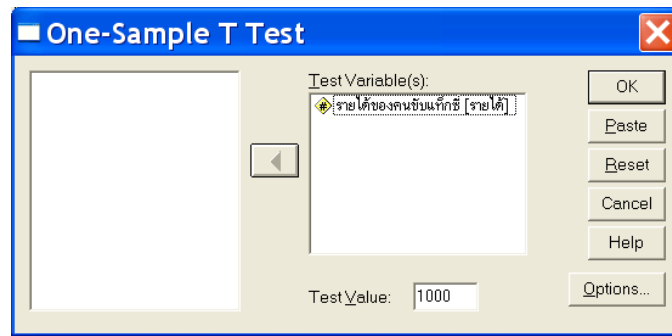 One-Sample T Test
Test Variable(s):
รายได้ของคนขับแท็กซี่ [รายได้]
Test Value: 1000
OK
Paste
Reset
Cancel
Help
Options...